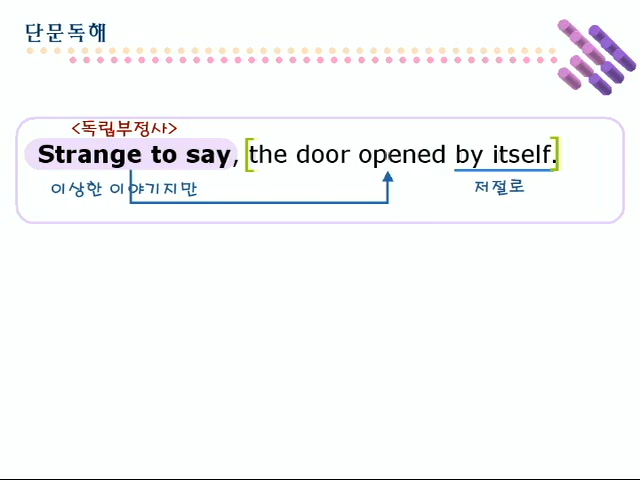 단문독해
<독립부정사>
Strange to say, [the door opened by itself.]
이상한 이야기지만 저절로